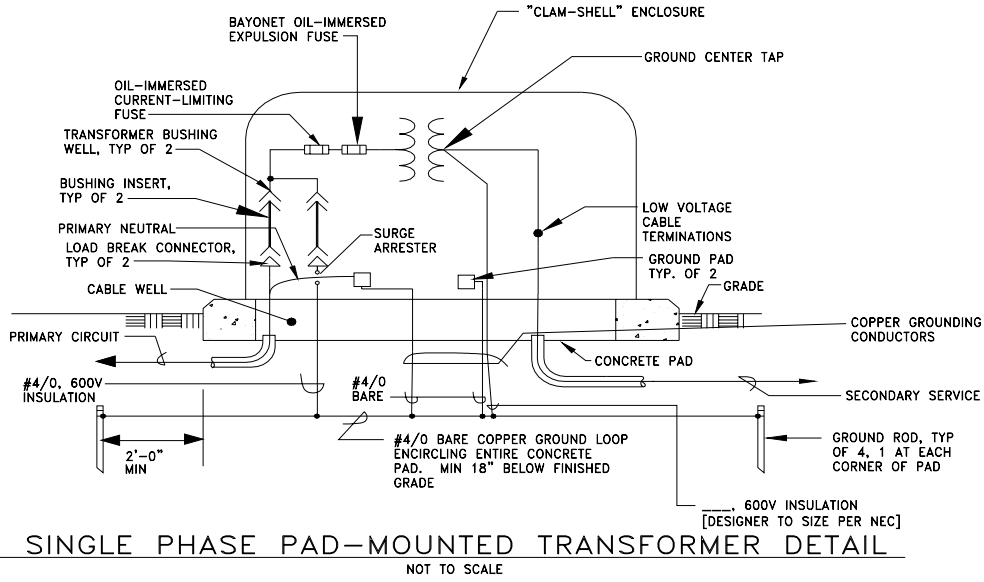 "CLAM-SHELL" ENCLOSURE
BAYONET OIL-IMMERSED
EXPULSION FUSE
GROUND CENTER TAP
OIL-IMMERSED
CURRENT-LIMITING
FUSE
TRANSFORMER BUSHING
WELL, TYP OF 2
BUSHING INSERT,
TYP OF 2
PRIMARY NEUTRAL
LOAD BREAK CONNECTOR,
TYP OF 2
SURGE
ARRESTER
LOW VOLTAGE
CABLE
TERMINATIONS
GROUND PAD
TYP. OF 2
CABLE WELL
GRADE
PRIMARY CIRCUIT
COPPER GROUNDING
CONDUCTORS
CONCRETE PAD
#4/0, 600V
INSULATION
#4/0
BARE
SECONDARY SERVICE
2'-0"
MIN
#4/0 BARE COPPER GROUND LOOP
ENCIRCLING ENTIRE CONCRETE
PAD. MIN 18" BELOW FINISHED
GRADE
GROUND ROD, TYP
OF 4, 1 AT EACH
CORNER OF PAD
___, 600V INSULATION
[DESIGNER TO SIZE PER NEC]
SINGLE PHASE PAD-MOUNTED TRANSFORMER DETAIL
NOT TO SCALE